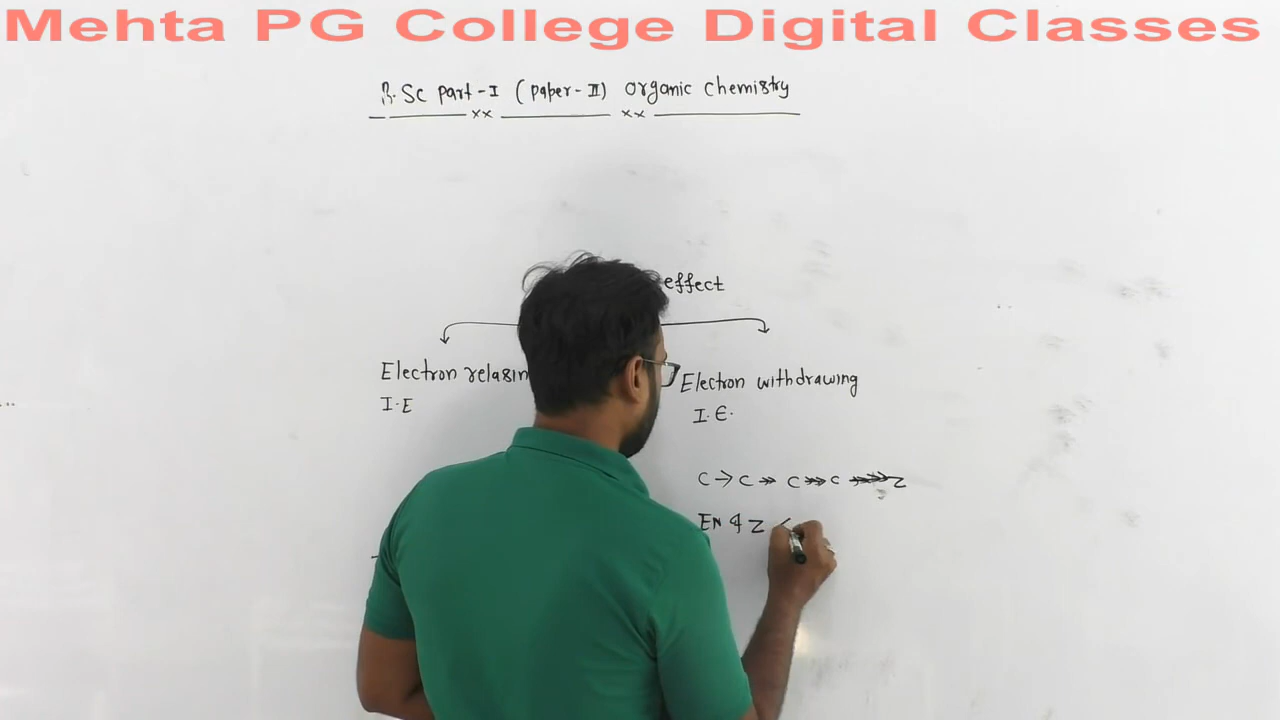 Mehta PG College Digital Classes
B.Sc part-I (paper-II) organic chemistry
xx xx
effect
Electron relasin
I.E
Electron withdrawing
I.E.
C → C →> C →>> C →>>>> Z
EN of Z <